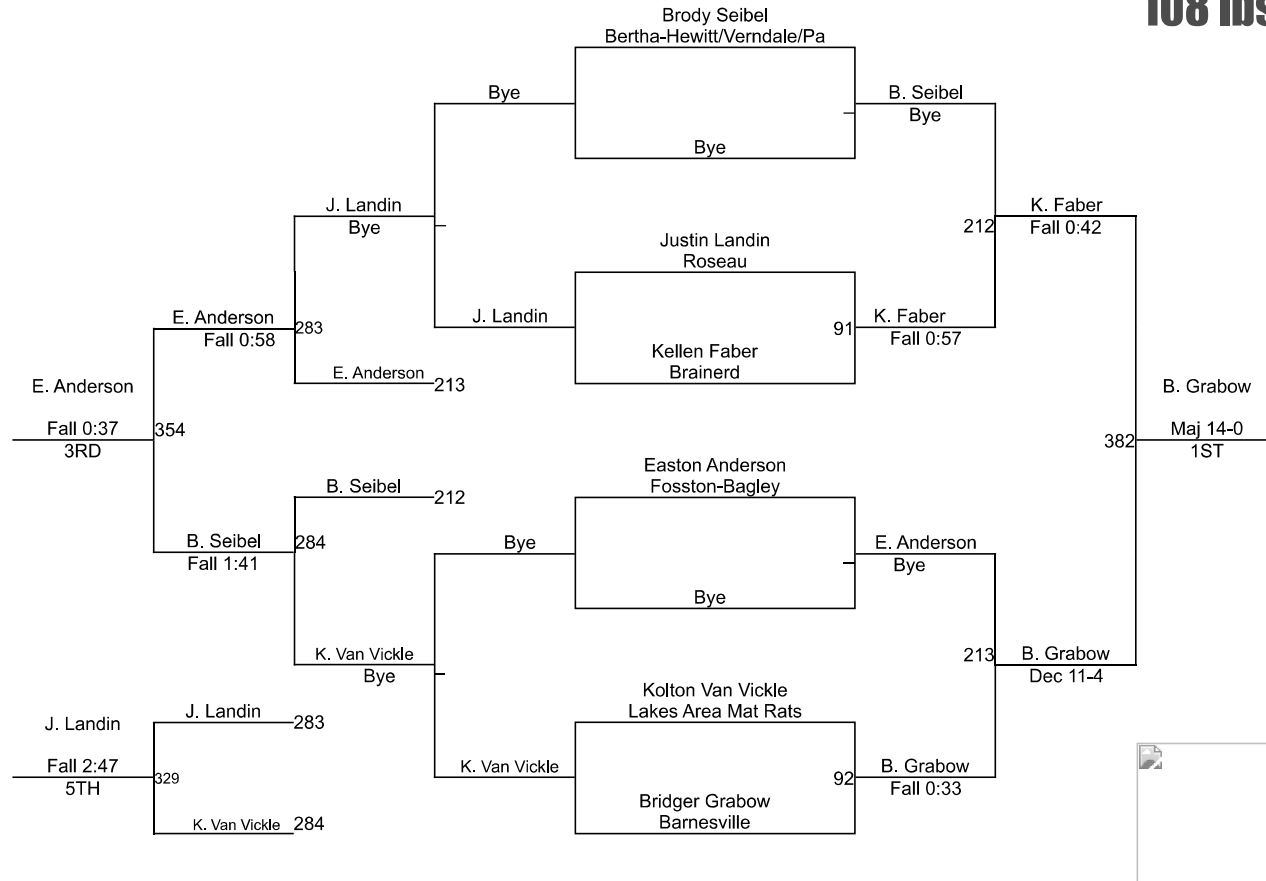 108 lbs
Brody Seibel
Bertha-Hewitt/Verndale/Pa
Bye
B. Seibel
Bye
Bye
J. Landin
Bye
K. Faber
Fall 0:42
212
Justin Landin
Roseau
J. Landin
91
K. Faber
Fall 0:57
Kellen Faber
Brainerd
E. Anderson
Fall 0:58
283
E. Anderson
213
E. Anderson
Fall 0:37
3RD
354
B. Grabow
Maj 14-0
1ST
382
Easton Anderson
Fosston-Bagley
B. Seibel
212
B. Seibel
Fall 1:41
284
Bye
E. Anderson
Bye
Bye
K. Van Vickle
Bye
213
B. Grabow
Dec 11-4
Kolton Van Vickle
Lakes Area Mat Rats
J. Landin
283
J. Landin
Fall 2:47
5TH
329
K. Van Vickle
92
B. Grabow
Fall 0:33
Bridger Grabow
Barnesville
K. Van Vickle
284